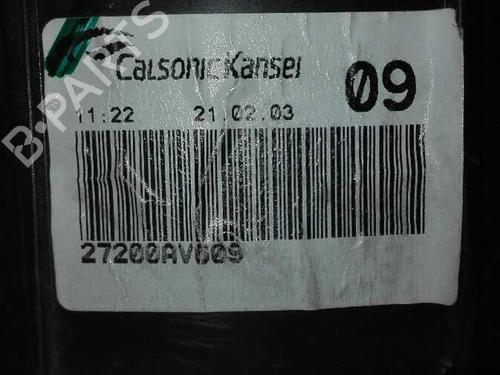 CalsonicKansei
09
11:22 21.02.03
27200AV609
B-PARTS